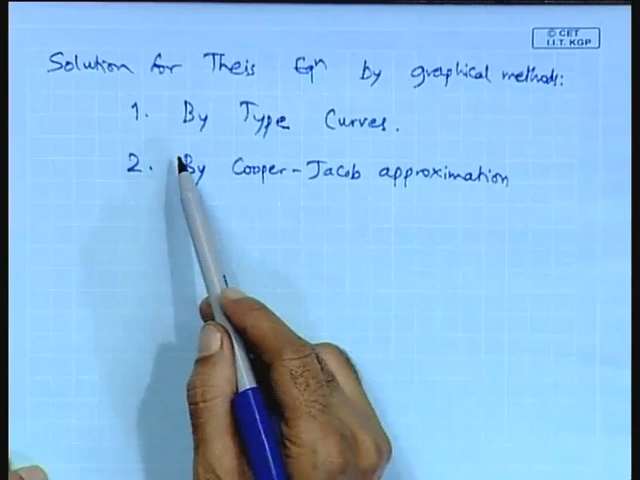 © CET
I.I.T. KGP
Solution for Theis Eqⁿ by graphical methods:
1. By Type Curves.
2. By Cooper-Jacob approximation